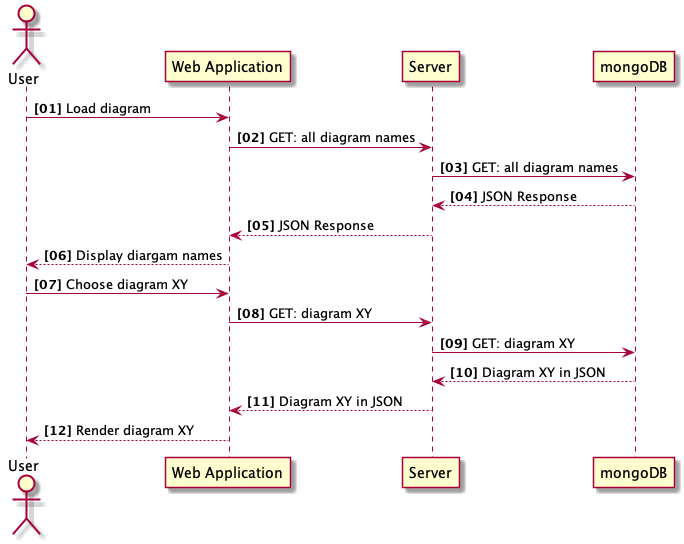 User
Web Application
Server
mongoDB
[01] Load diagram
[02] GET: all diagram names
[03] GET: all diagram names
[04] JSON Response
[05] JSON Response
[06] Display diargam names
[07] Choose diagram XY
[08] GET: diagram XY
[09] GET: diagram XY
[10] Diagram XY in JSON
[11] Diagram XY in JSON
[12] Render diagram XY
User
Web Application
Server
mongoDB